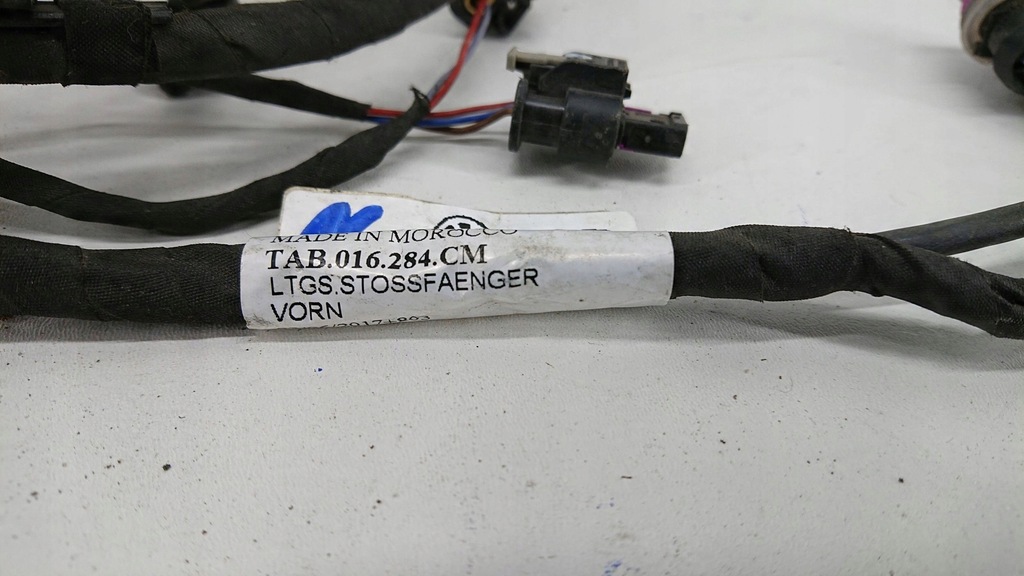 MADE IN MOROCCO
TAB.016.284.CM
LTGS.STOSSFAENGER
VORN